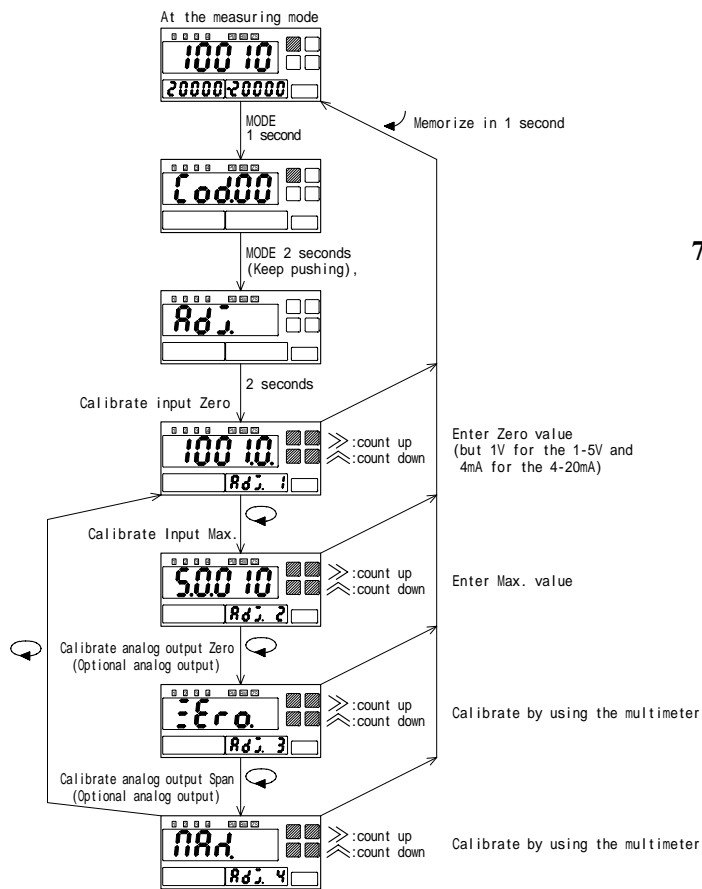 At the measuring mode
10010
20000 -20000
MODE
1 second
Memorize in 1 second
Cod.00
MODE 2 seconds
(Keep pushing),
7
Adj.
2 seconds
Calibrate input Zero
1001.0.
>>:count up
:count down
Adj. 1
Enter Zero value
(but 1V for the 1-5V and
4mA for the 4-20mA)
Calibrate Input Max.
5.0.0 10
>>:count up
:count down
Adj. 2
Enter Max. value
Calibrate analog output Zero
(Optional analog output)
ZEro.
>>:count up
:count down
Adj. 3
Calibrate by using the multimeter
Calibrate analog output Span
(Optional analog output)
>>:count up
:count down
Adj. 4
Calibrate by using the multimeter